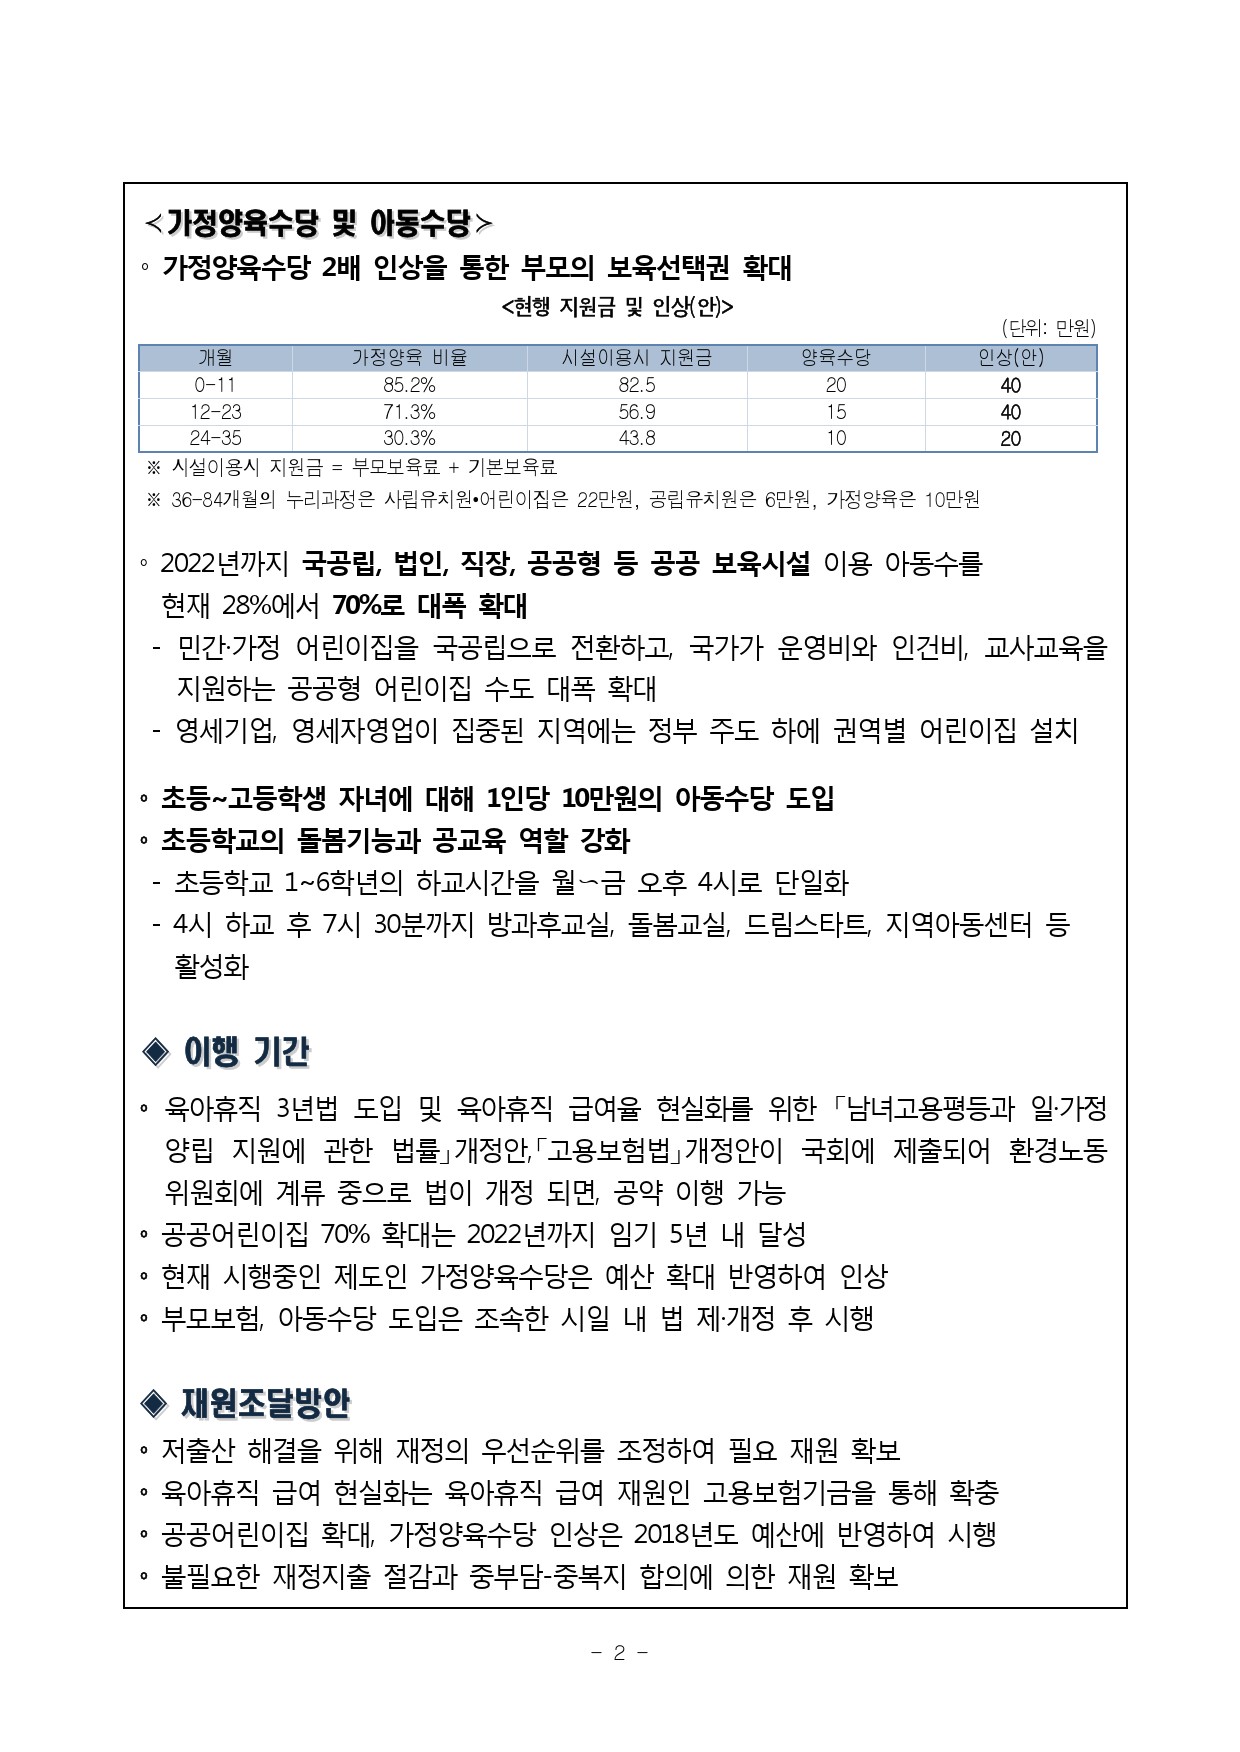 <가정양육수당 및 아동수당>
◦ 가정양육수당 2배 인상을 통한 부모의 보육선택권 확대
<현행 지원금 및 인상(안)>
(단위: 만원)
개월 가정양육 비율 시설이용시 지원금 양육수당 인상(안)
0-11 85.2% 82.5 20 40
12-23 71.3% 56.9 15 40
24-35 30.3% 43.8 10 20
※ 시설이용시 지원금 = 부모보육료 + 기본보육료
※ 36-84개월의 누리과정은 사립유치원•어린이집은 22만원, 공립유치원은 6만원, 가정양육은 10만원
◦ 2022년까지 국공립, 법인, 직장, 공공형 등 공공 보육시설 이용 아동수를
현재 28%에서 70%로 대폭 확대
- 민간·가정 어린이집을 국공립으로 전환하고, 국가가 운영비와 인건비, 교사교육을
지원하는 공공형 어린이집 수도 대폭 확대
- 영세기업, 영세자영업이 집중된 지역에는 정부 주도 하에 권역별 어린이집 설치
◦ 초등~고등학생 자녀에 대해 1인당 10만원의 아동수당 도입
◦ 초등학교의 돌봄기능과 공교육 역할 강화
- 초등학교 1~6학년의 하교시간을 월∽금 오후 4시로 단일화
- 4시 하교 후 7시 30분까지 방과후교실, 돌봄교실, 드림스타트, 지역아동센터 등
활성화
◈ 이행 기간
◦ 육아휴직 3년법 도입 및 육아휴직 급여율 현실화를 위한 「남녀고용평등과 일·가정
양립 지원에 관한 법률」개정안,「고용보험법」개정안이 국회에 제출되어 환경노동
위원회에 계류 중으로 법이 개정 되면, 공약 이행 가능
◦ 공공어린이집 70% 확대는 2022년까지 임기 5년 내 달성
◦ 현재 시행중인 제도인 가정양육수당은 예산 확대 반영하여 인상
◦ 부모보험, 아동수당 도입은 조속한 시일 내 법 제·개정 후 시행
◈ 재원조달방안
◦ 저출산 해결을 위해 재정의 우선순위를 조정하여 필요 재원 확보
◦ 육아휴직 급여 현실화는 육아휴직 급여 재원인 고용보험기금을 통해 확충
◦ 공공어린이집 확대, 가정양육수당 인상은 2018년도 예산에 반영하여 시행
◦ 불필요한 재정지출 절감과 중부담-중복지 합의에 의한 재원 확보
- 2 -